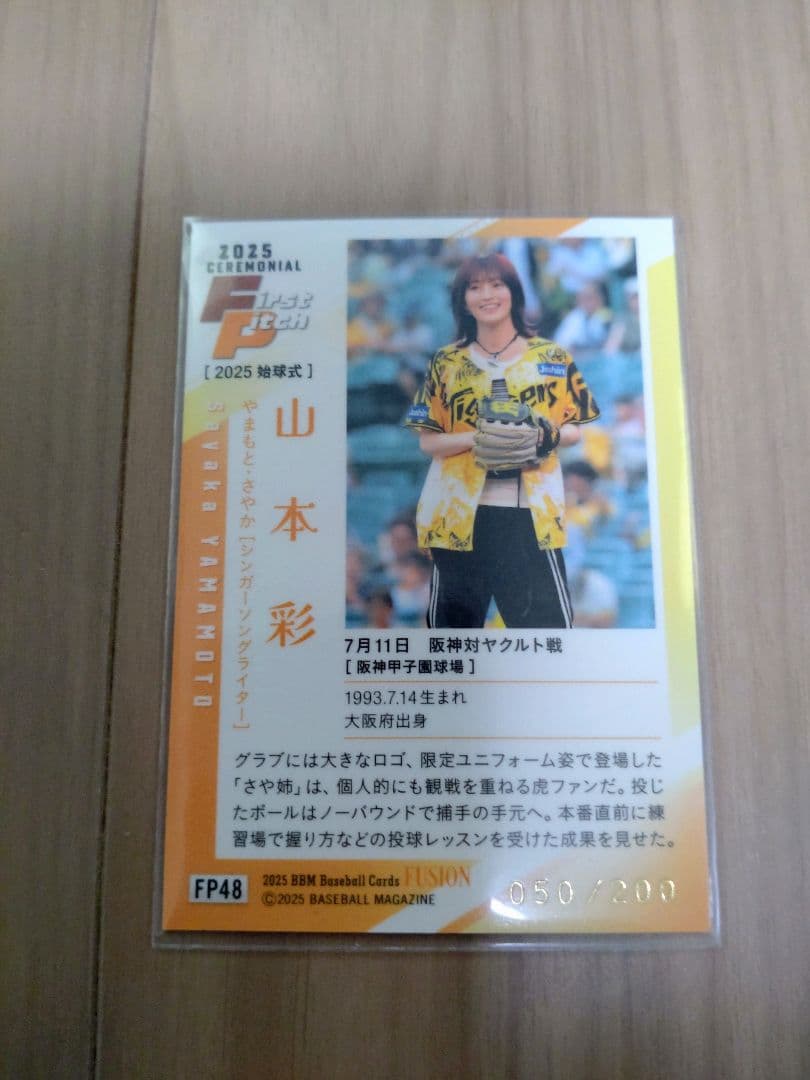 2025
CEREMONIAL
First
Pitch
[ 2025 始球式 ]
山本 彩
やまもと・さやか [シンガーソングライター]
Sayaka YAMAMOTO
Joshin
Tigers
Joshin
7月11日 阪神対ヤクルト戦
[ 阪神甲子園球場 ]
1993.7.14生まれ
大阪府出身
グラブには大きなロゴ、限定ユニフォーム姿で登場した
「さや姉」は、個人的にも観戦を重ねる虎ファンだ。投じ
たボールはノーバウンドで捕手の手元へ。本番直前に練
習場で握り方などの投球レッスンを受けた成果を見せた。
FP48
2025 BBM Baseball Cards FUSION
©2025 BASEBALL MAGAZINE
050/200